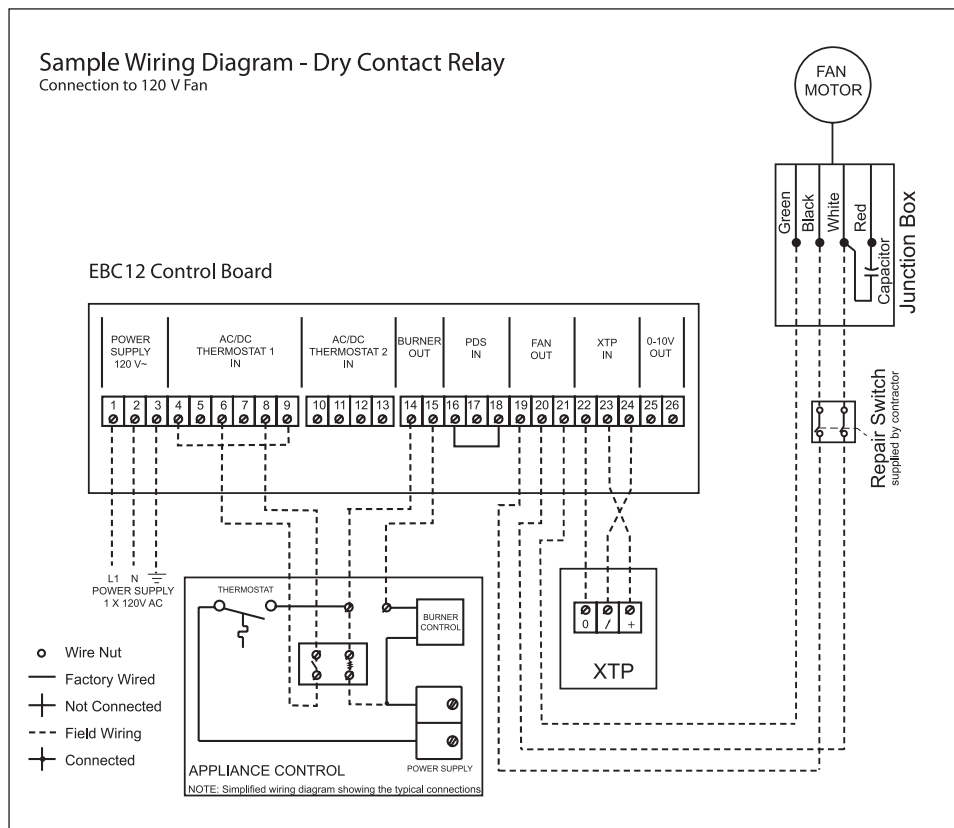 Sample Wiring Diagram - Dry Contact Relay
Connection to 120 V Fan
FAN
MOTOR
Green
Black
White
Red
Capacitor
Junction Box
EBC12 Control Board
POWER
SUPPLY
120 V~
AC/DC
THERMOSTAT 1
IN
AC/DC
THERMOSTAT 2
IN
BURNER
OUT
PDS
IN
FAN
OUT
XTP
IN
0-10V
OUT
1 2 3 4 5 6 7 8 9 10 11 12 13 14 15 16 17 18 19 20 21 22 23 24 25 26
Repair Switch
supplied by contractor
L1 N
POWER SUPPLY
1 X 120V AC
THERMOSTAT
BURNER
CONTROL
POWER SUPPLY
APPLIANCE CONTROL
NOTE: Simplified wiring diagram showing the typical connections
0 / +
XTP
Wire Nut
Factory Wired
Not Connected
Field Wiring
Connected